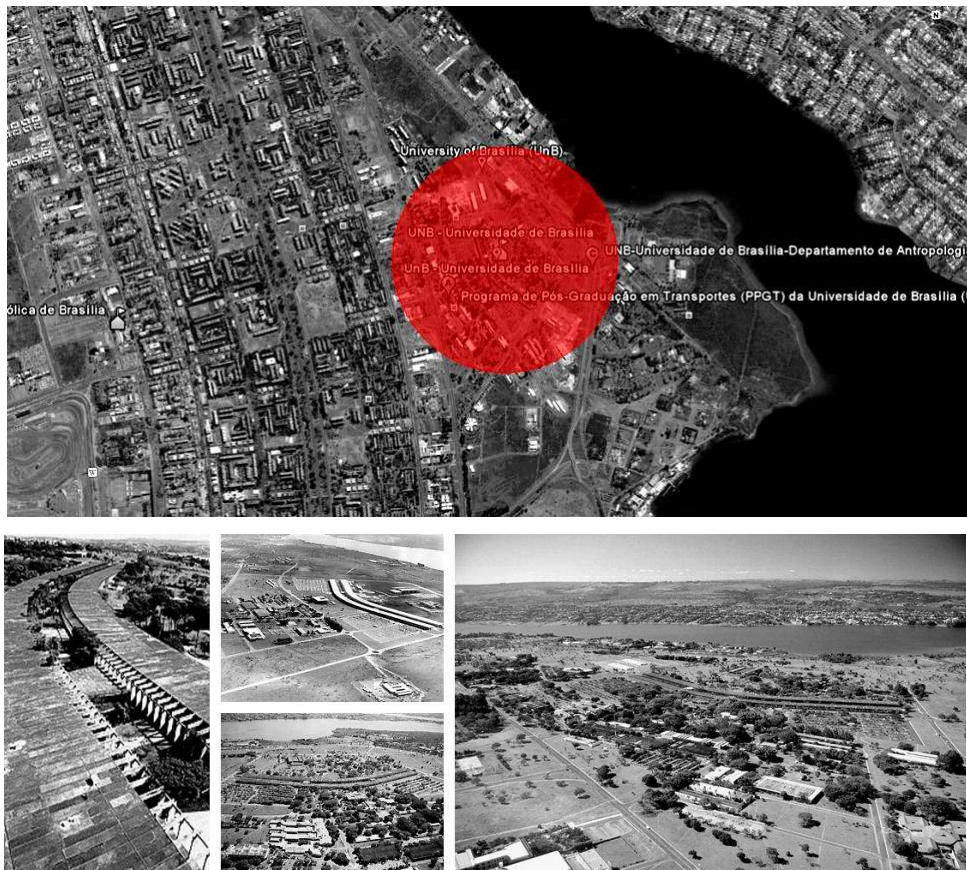 N
University of Brasília (UnB)
UNB - Universidade de Brasília
UNB-Universidade de Brasília-Departamento de Antropologi
UnB - Universidade de Brasília
Programa de Pós-Graduação em Transportes (PPGT) da Universidade de Brasília (
ólica de Brasília